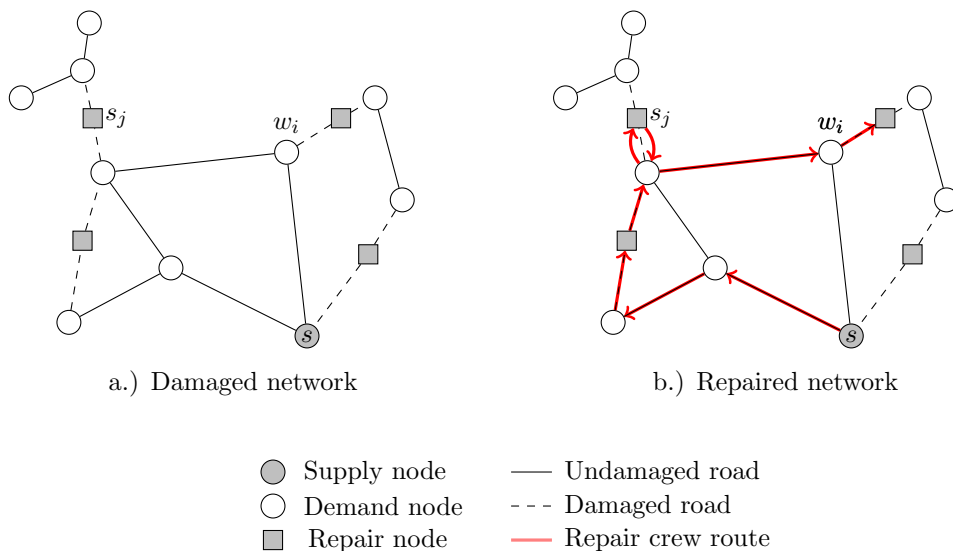 s_j
w_i
s
a.) Damaged network
s_j
w_i
s
b.) Repaired network
Supply node
Undamaged road
Demand node
Damaged road
Repair node
Repair crew route